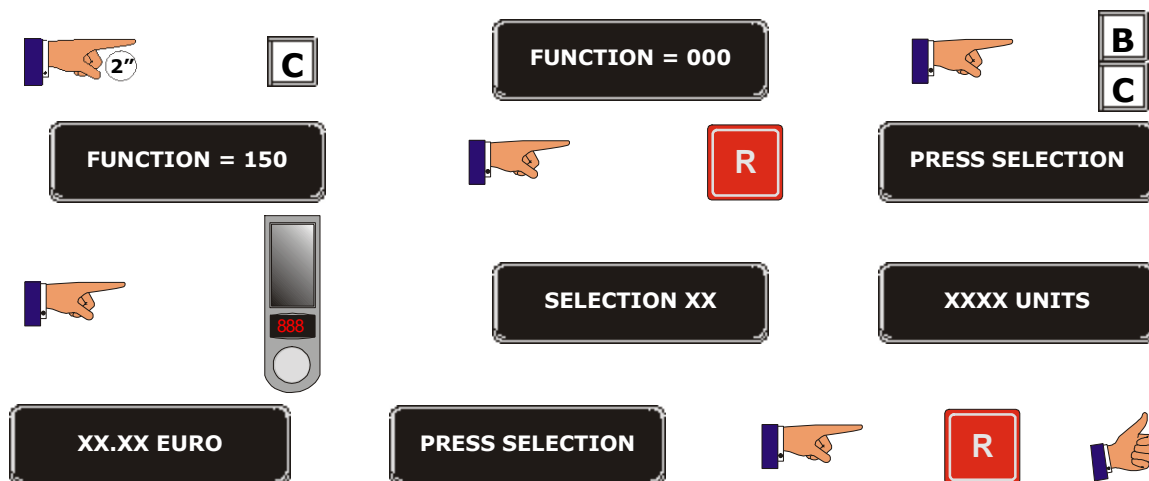 2”
C
FUNCTION = 000
B
C
FUNCTION = 150
R
PRESS SELECTION
888
SELECTION XX
XXXX UNITS
XX.XX EURO
PRESS SELECTION
R